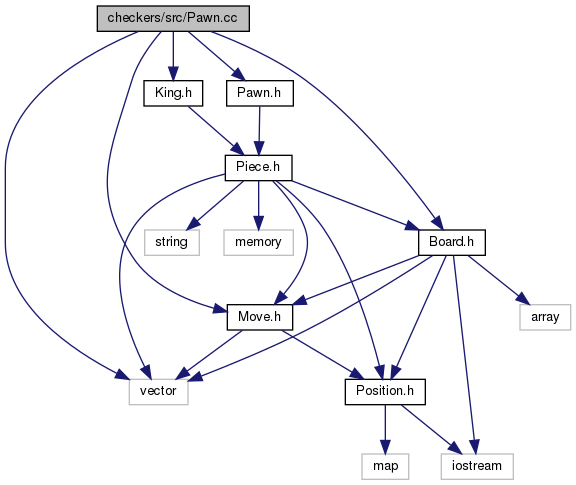 checkers/src/Pawn.cc
King.h
Pawn.h
Piece.h
string
memory
Board.h
Move.h
array
vector
Position.h
map
iostream